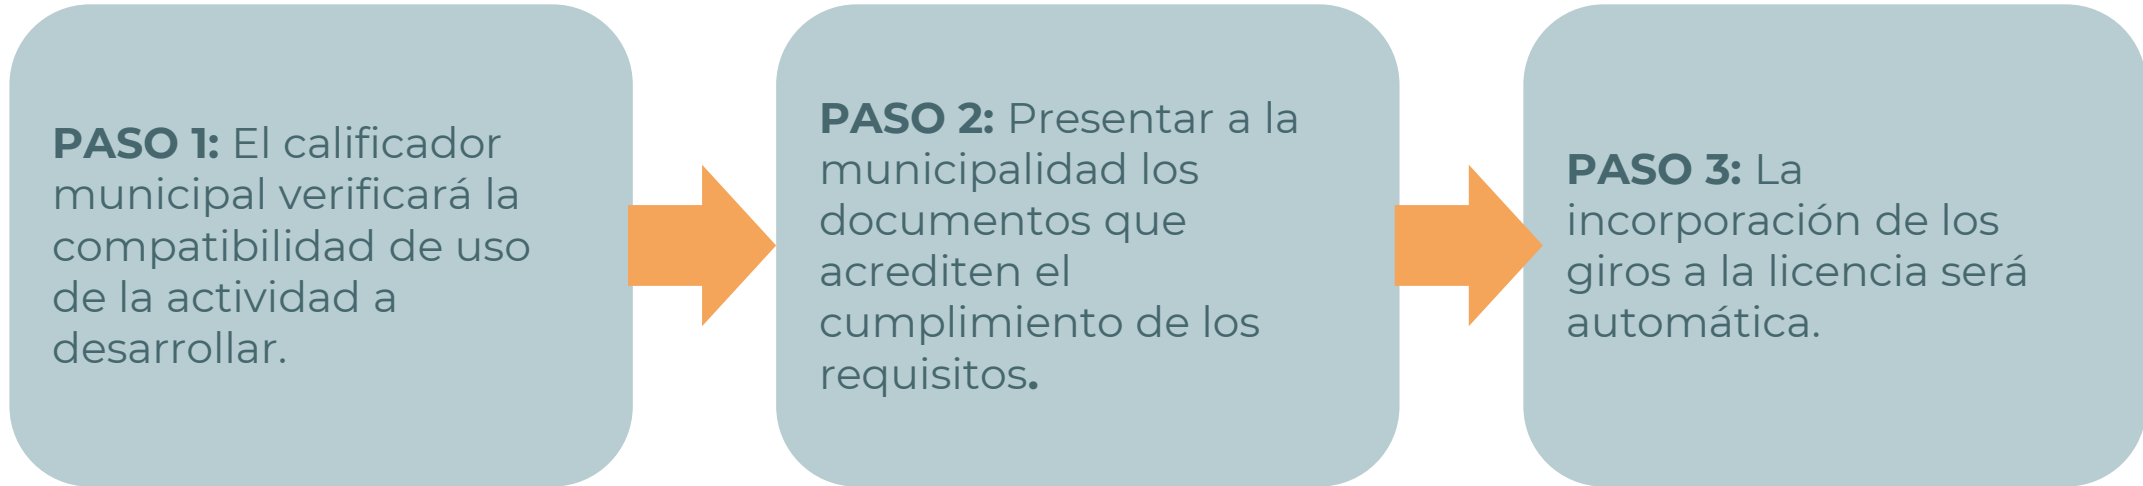 PASO 1: El calificador
municipal verificará la
compatibilidad de uso
de la actividad a
desarrollar.
PASO 2: Presentar a la
municipalidad los
documentos que
acrediten el
cumplimiento de los
requisitos.
PASO 3: La
incorporación de los
giros a la licencia será
automática.